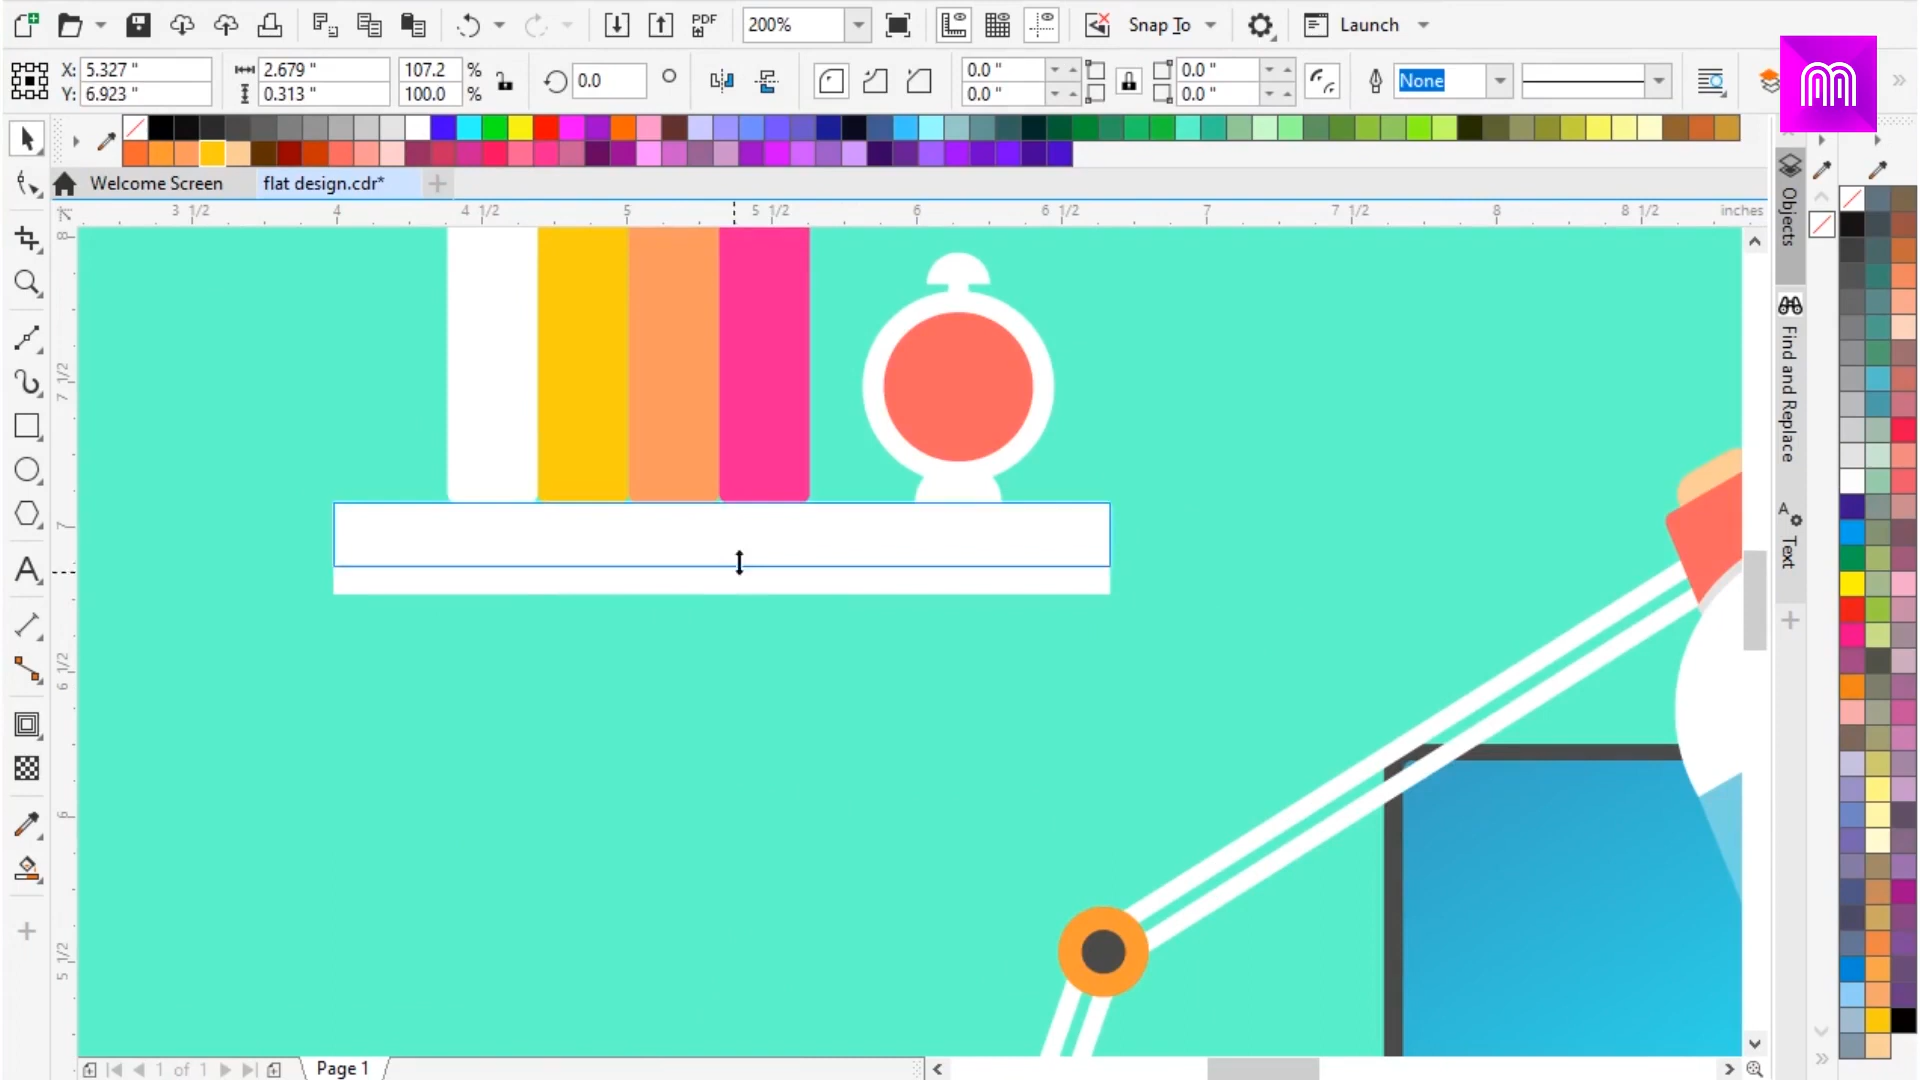 PDF
200%
Snap To
Launch
X: 5.327 "
2.679 "
107.2 %
0.0
0.0 "
0.0 "
None
Y: 6.923 "
0.313 "
100.0 %
0.0 "
0.0 "
Welcome Screen
flat design.cdr*
3 1/2
4
4 1/2
5
5 1/2
6
6 1/2
7
7 1/2
8
8 1/2
inches
8
7 1/2
7
6 1/2
6
5 1/2
Objects
Find and Replace
Text
1 of 1
Page 1